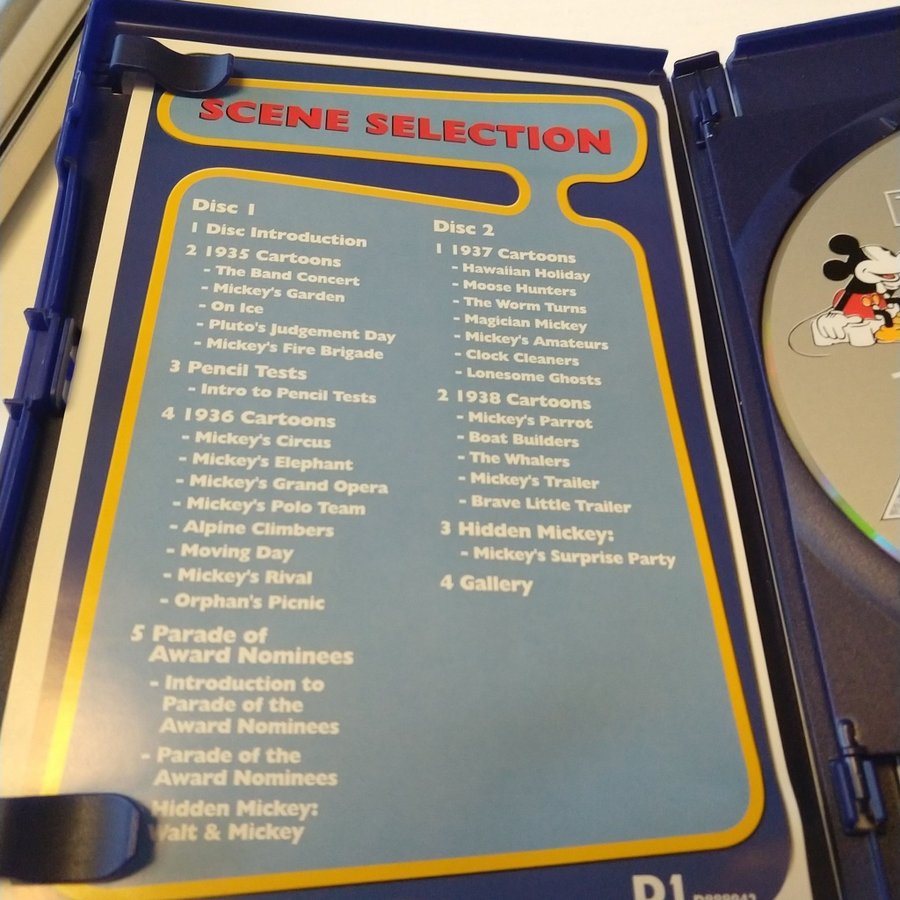 SCENE SELECTION
Disc 1
1 Disc Introduction
2 1935 Cartoons
- The Band Concert
- Mickey's Garden
- On Ice
- Pluto's Judgement Day
- Mickey's Fire Brigade
3 Pencil Tests
- Intro to Pencil Tests
4 1936 Cartoons
- Mickey's Circus
- Mickey's Elephant
- Mickey's Grand Opera
- Mickey's Polo Team
- Alpine Climbers
- Moving Day
- Mickey's Rival
- Orphan's Picnic
5 Parade of
Award Nominees
- Introduction to
Parade of the
Award Nominees
- Parade of the
Award Nominees
Hidden Mickey:
Walt & Mickey
Disc 2
1 1937 Cartoons
- Hawaiian Holiday
- Moose Hunters
- The Worm Turns
- Magician Mickey
- Mickey's Amateurs
- Clock Cleaners
- Lonesome Ghosts
2 1938 Cartoons
- Mickey's Parrot
- Boat Builders
- The Whalers
- Mickey's Trailer
- Brave Little Trailer
3 Hidden Mickey:
- Mickey's Surprise Party
4 Gallery